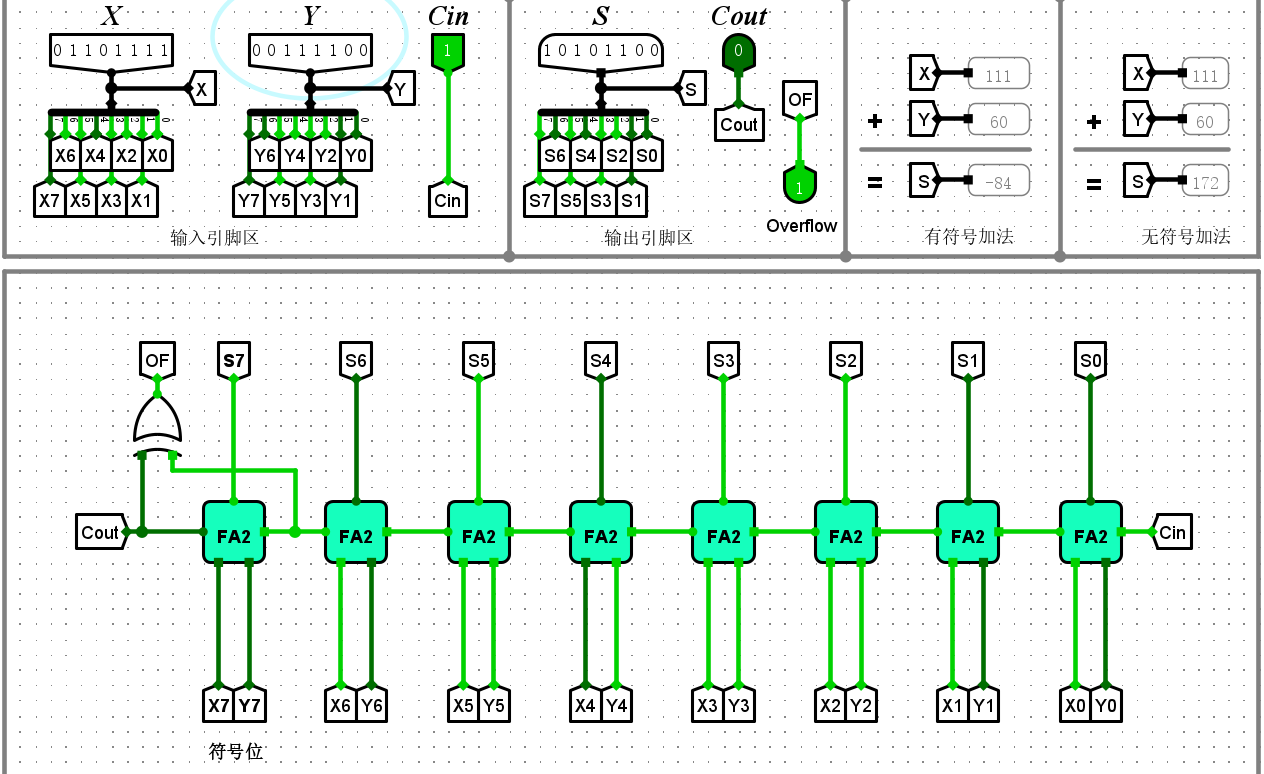 X Y Cin S Cout
0 1 1 0 1 1 1 1 0 0 1 1 1 1 0 0 1 1 0 1 0 1 1 0 0 0
X Y S OF X 111 X 111
Cout + Y 60 + Y 60
X6 X4 X2 X0 Y6 Y4 Y2 Y0 S6 S4 S2 S0
X7 X5 X3 X1 Y7 Y5 Y3 Y1 Cin S7 S5 S3 S1 1 = S -84 = S 172
输入引脚区 输出引脚区 Overflow 有符号加法 无符号加法
OF S7 S6 S5 S4 S3 S2 S1 S0
Cout FA2 FA2 FA2 FA2 FA2 FA2 FA2 FA2 Cin
X7 Y7 X6 Y6 X5 Y5 X4 Y4 X3 Y3 X2 Y2 X1 Y1 X0 Y0
符号位